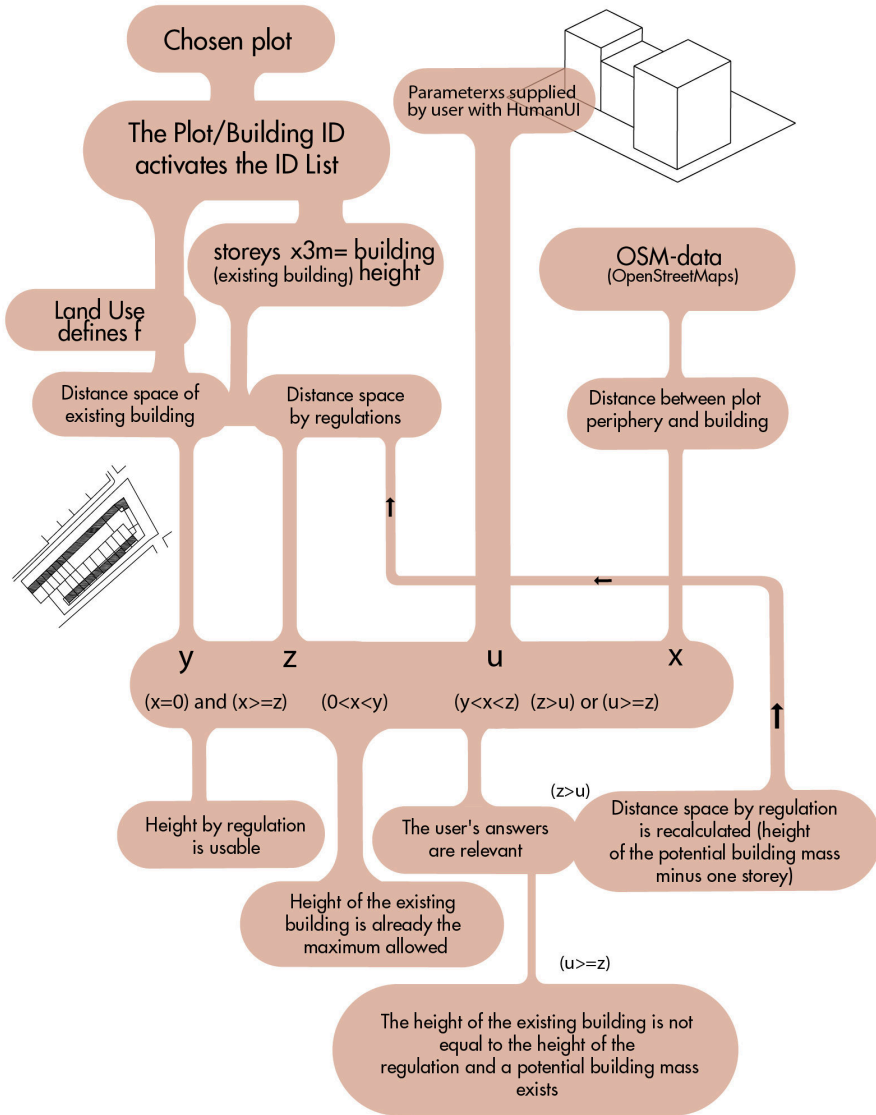 Chosen plot
The Plot/Building ID
activates the ID List
Parameterxs supplied
by user with HumanUI
storeys x3m= building
(existing building) height
OSM-data
(OpenStreetMaps)
Land Use
defines f
Distance space of
existing building
Distance space
by regulations
Distance between plot
periphery and building
y z u x
(x=0) and (x>=z) (0<x<y) (y<x<z) (z>u) or (u>=z)
Height by regulation
is usable
Height of the existing
building is already the
maximum allowed
The user's answers
are relevant
(z>u)
Distance space by regulation
is recalculated (height
of the potential building mass
minus one storey)
(u>=z)
The height of the existing building is not
equal to the height of the
regulation and a potential building mass
exists